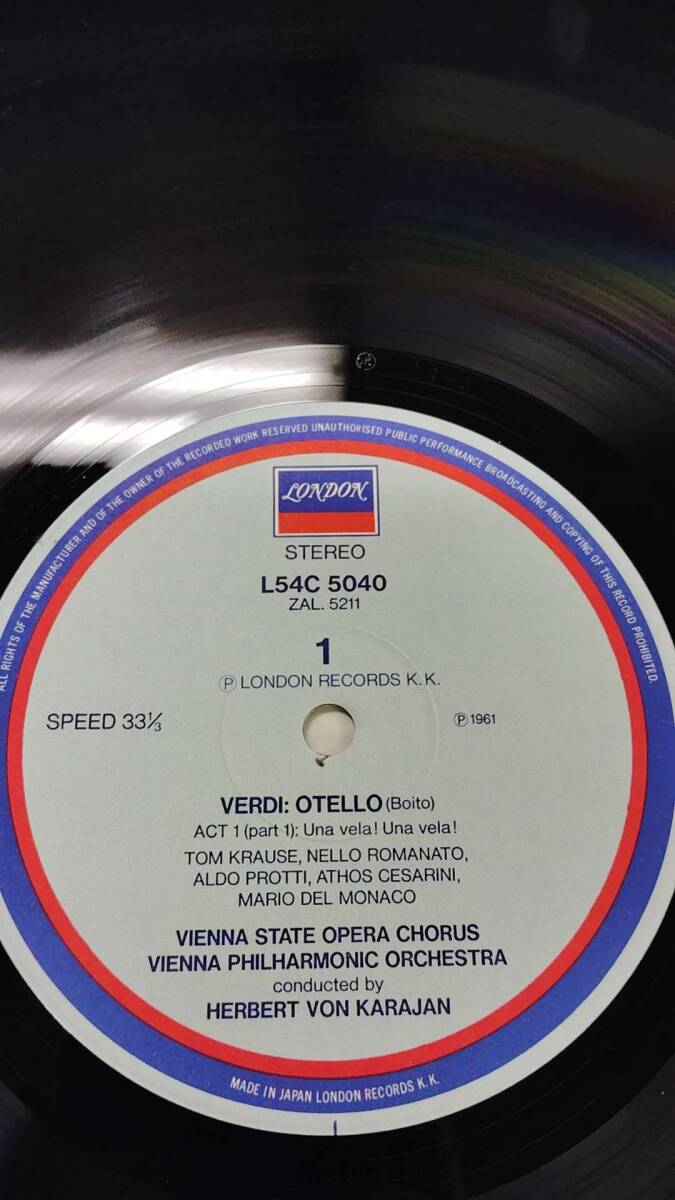 ALL RIGHTS OF THE MANUFACTURER AND OF THE OWNER OF THE RECORDED WORK RESERVED UNAUTHORISED PUBLIC PERFORMANCE BROADCASTING AND COPYING OF THIS RECORD PROHIBITED.
LONDON
STEREO
L54C 5040
ZAL. 5211
1
Ⓟ LONDON RECORDS K.K.
SPEED 33⅓
Ⓟ 1961
VERDI: OTELLO (Boito)
ACT 1 (part 1): Una vela! Una vela!
TOM KRAUSE, NELLO ROMANATO,
ALDO PROTTI, ATHOS CESARINI,
MARIO DEL MONACO
VIENNA STATE OPERA CHORUS
VIENNA PHILHARMONIC ORCHESTRA
conducted by
HERBERT VON KARAJAN
MADE IN JAPAN LONDON RECORDS K.K.